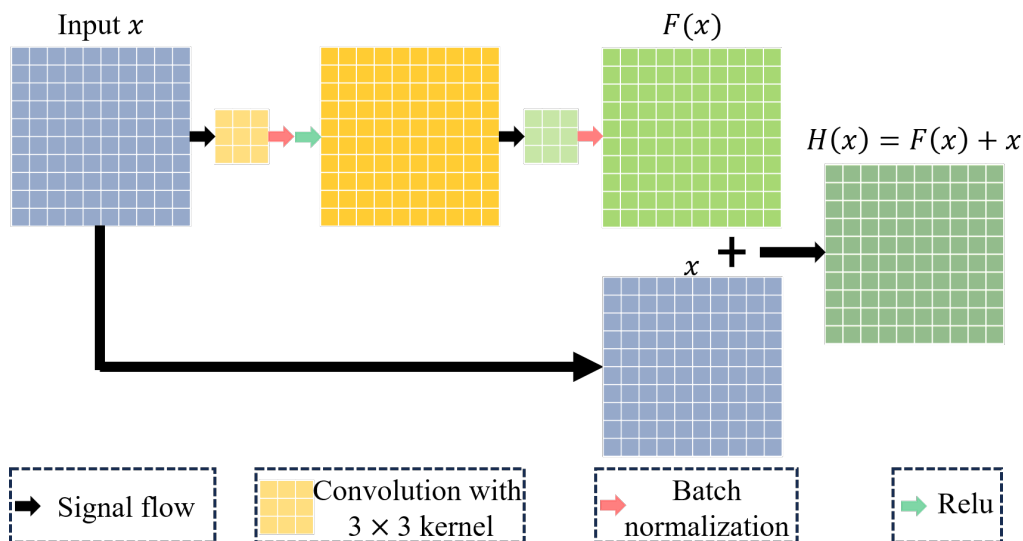 Input x
F(x)
H(x) = F(x) + x
x
+
Signal flow
Convolution with
3 × 3 kernel
Batch
normalization
Relu